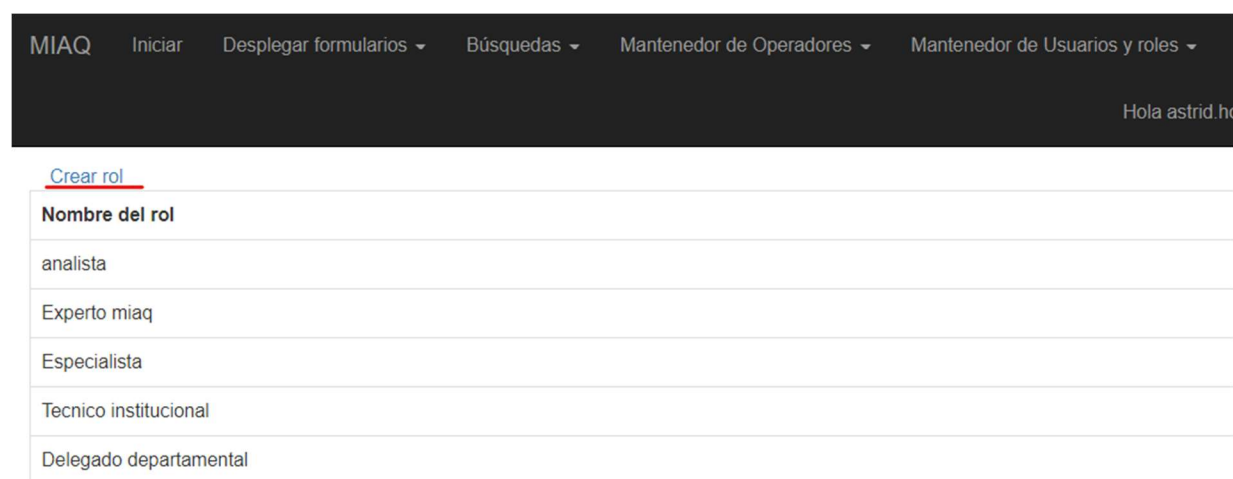 MIAQ Iniciar Desplegar formularios Búsquedas Mantenedor de Operadores Mantenedor de Usuarios y roles
Hola
Crear rol
Nombre del rol
analista
Experto miaq
Especialista
Tecnico institucional
Delegado departamental